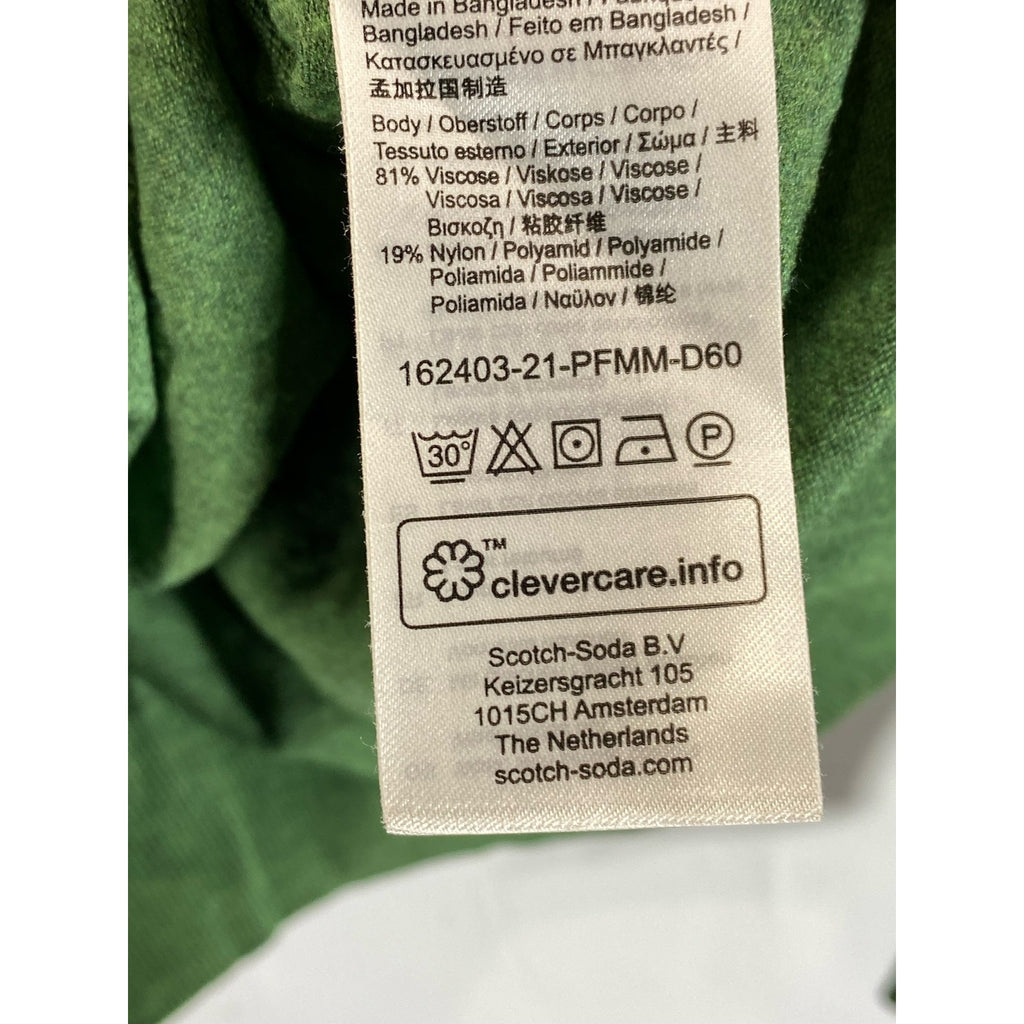 Made in Bangladesh /
Bangladesh / Feito em Bangladesh /
Κατασκευασμένο σε Μπαγκλαντές /
孟加拉国制造
Body / Oberstoff / Corps / Corpo /
Tessuto esterno / Exterior / Σώμα / 主料
81% Viscose / Viskose / Viscose /
Viscosa / Viscosa / Viscose /
Βισκοζη / 粘胶纤维
19% Nylon / Polyamid / Polyamide /
Poliamida / Poliammide /
Poliamida / Ναϋλον / 锦纶
162403-21-PFMM-D60
30° P
TM
clevercare.info
Scotch-Soda B.V
Keizersgracht 105
1015CH Amsterdam
The Netherlands
scotch-soda.com